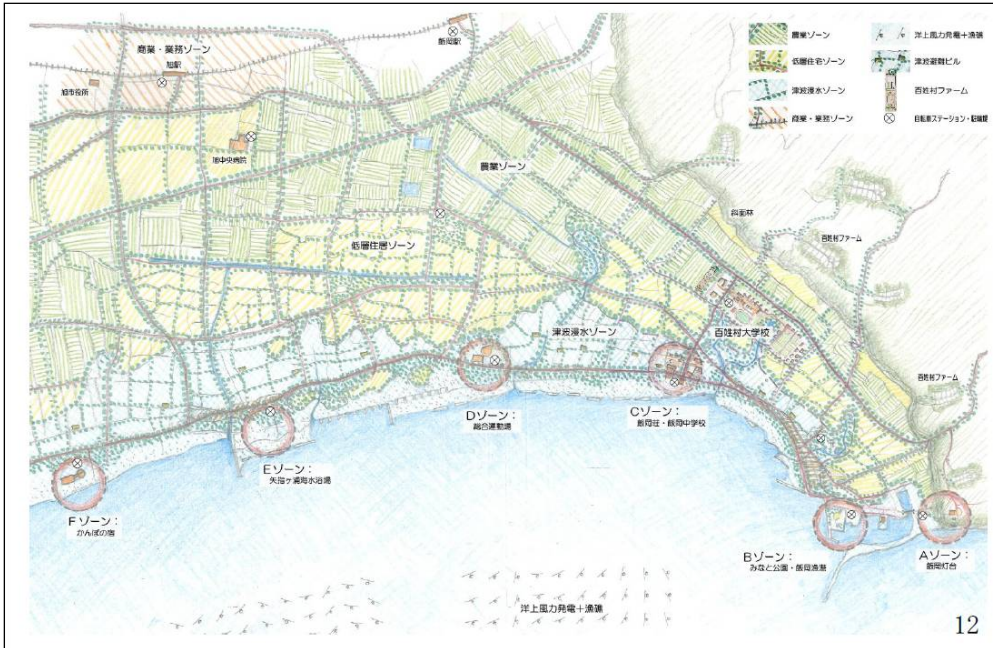 商業・業務ゾーン
旭駅
旭市役所
飯岡駅
旭中央病院
農業ゾーン
低層住宅ゾーン
津波浸水ゾーン
商業・業務ゾーン
洋上風力発電+漁礁
津波避難ビル
百姓村ファーム
自転車ステーション・駐輪場
農業ゾーン
低層住居ゾーン
斜面林
百姓村ファーム
百姓村大学校
津波浸水ゾーン
百姓村ファーム
Dゾーン:
総合運動場
Cゾーン:
飯岡荘・飯岡中学校
Eゾーン:
矢指ヶ浦海水浴場
Fゾーン:
かんぽの宿
Bゾーン:
みなと公園・飯岡漁港
Aゾーン:
飯岡灯台
洋上風力発電+漁礁
12